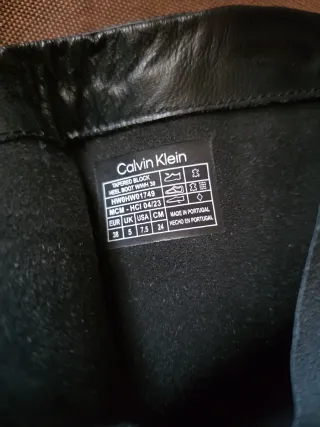 Calvin Klein
TAPERED BLOCK
HEEL BOOT W/WH 38
HW0HW01749
MCM - HCI 04/23
EUR UK USA CM
38 5 7.5 24
MADE IN PORTUGAL
HECHO EN PORTUGAL